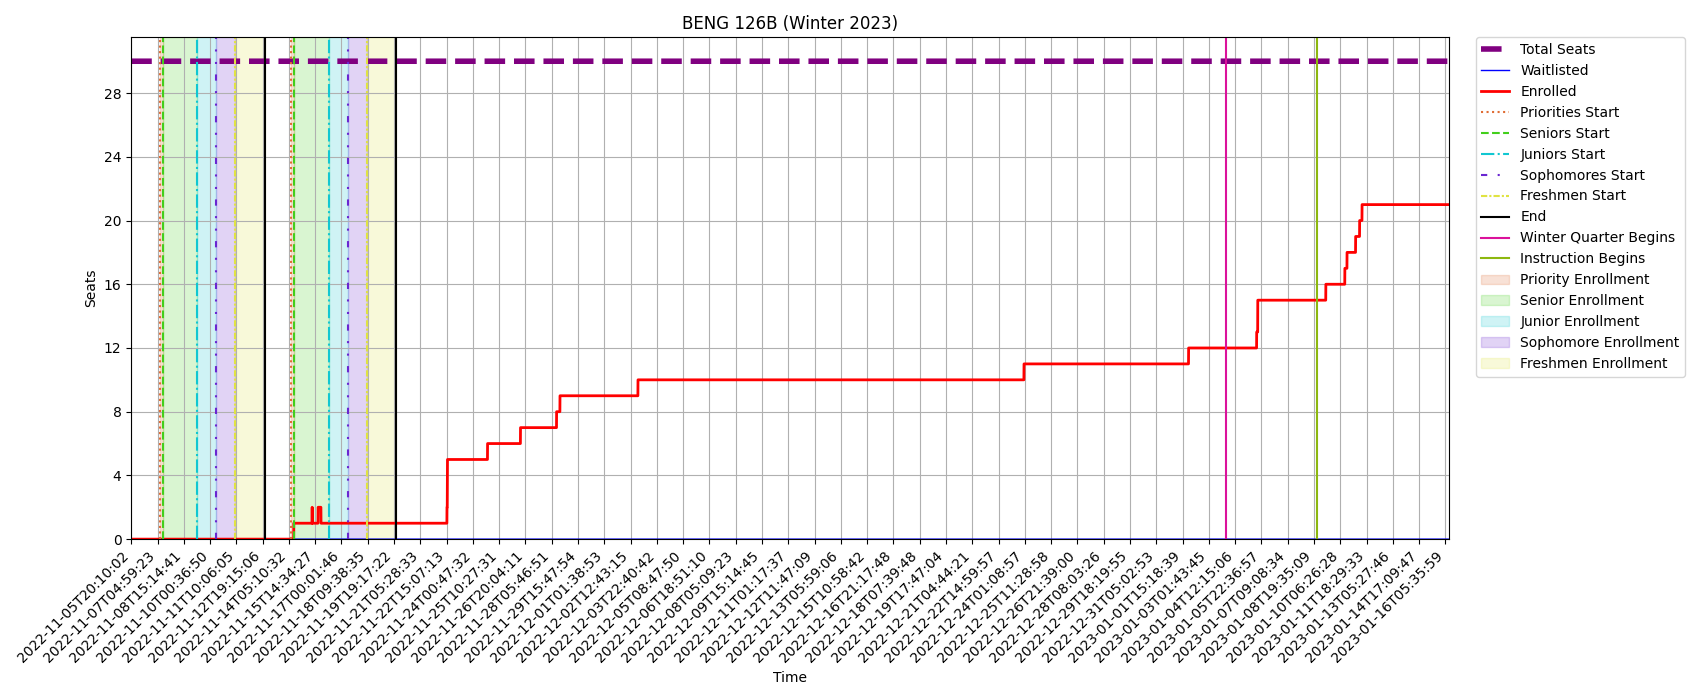 BENG 126B (Winter 2023)
Seats
28
24
20
16
12
8
4
0
2022-11-05T20:10:02
2022-11-07T04:59:23
2022-11-08T15:14:41
2022-11-10T00:36:50
2022-11-11T10:06:05
2022-11-12T19:15:06
2022-11-14T05:10:32
2022-11-15T14:34:27
2022-11-17T00:01:46
2022-11-18T09:38:35
2022-11-19T19:17:22
2022-11-21T05:28:33
2022-11-22T15:07:13
2022-11-24T00:47:32
2022-11-25T10:27:31
2022-11-26T20:04:11
2022-11-28T05:46:51
2022-11-29T15:47:54
2022-12-01T01:38:53
2022-12-02T12:43:15
2022-12-03T22:40:42
2022-12-05T08:47:50
2022-12-06T18:51:10
2022-12-08T05:09:23
2022-12-09T15:14:45
2022-12-11T01:17:37
2022-12-12T11:47:09
2022-12-13T59:59:06
2022-12-15T10:58:42
2022-12-16T21:17:48
2022-12-18T07:39:48
2022-12-19T17:47:04
2022-12-21T04:44:21
2022-12-22T14:59:57
2022-12-24T01:08:57
2022-12-25T11:28:58
2022-12-26T21:39:00
2022-12-28T08:03:26
2022-12-29T18:19:55
2022-12-31T05:02:53
2023-01-01T15:18:39
2023-01-03T01:43:45
2023-01-04T12:15:06
2023-01-05T22:36:57
2023-01-07T09:08:34
2023-01-08T19:35:09
2023-01-10T06:26:28
2023-01-11T18:29:33
2023-01-13T05:27:46
2023-01-14T17:09:47
2023-01-16T05:35:59
Time
Total Seats
Waitlisted
Enrolled
Priorities Start
Seniors Start
Juniors Start
Sophomores Start
Freshmen Start
End
Winter Quarter Begins
Instruction Begins
Priority Enrollment
Senior Enrollment
Junior Enrollment
Sophomore Enrollment
Freshmen Enrollment